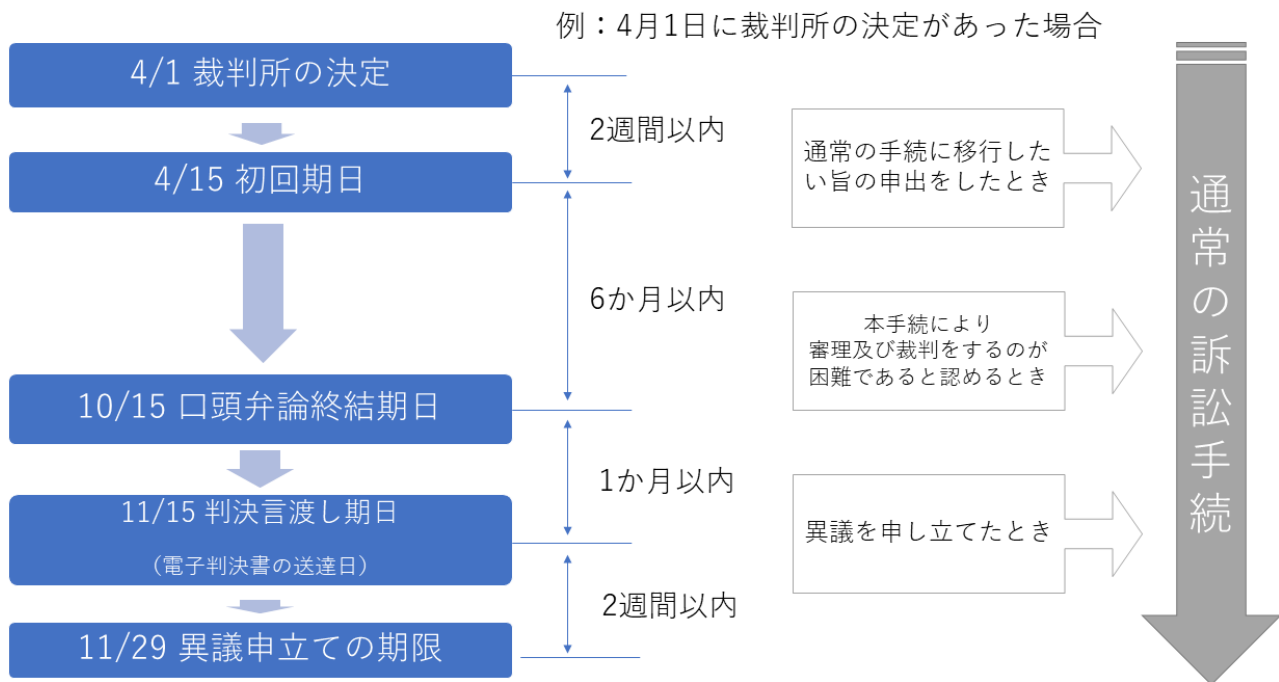 例：4月1日に裁判所の決定があった場合
4/1 裁判所の決定
2週間以内
4/15 初回期日
6か月以内
10/15 口頭弁論終結期日
1か月以内
11/15 判決言渡し期日
（電子判決書の送達日）
2週間以内
11/29 異議申立ての期限
通常の手続に移行した
い旨の申出をしたとき
本手続により
審理及び裁判をするのが
困難であると認めるとき
異議を申し立てたとき
通常の訴訟手続